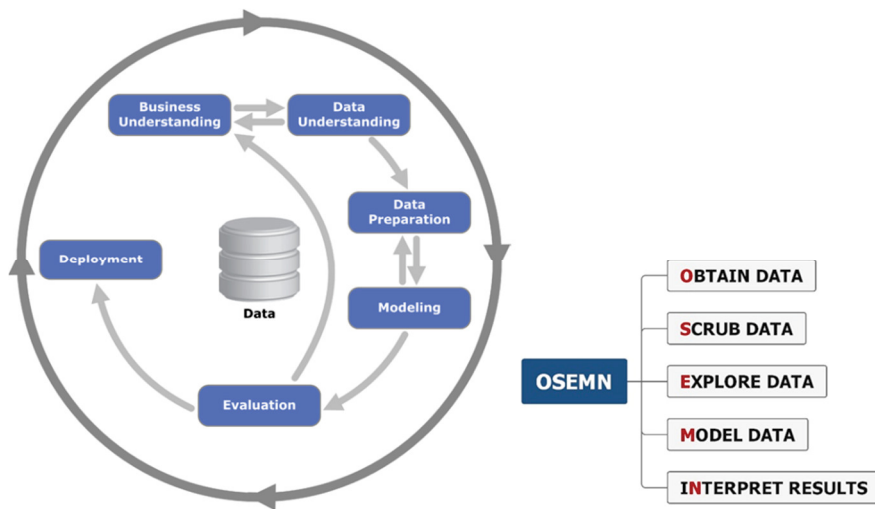 Business
Understanding
Data
Understanding
Data
Preparation
Deployment
Data
Modeling
Evaluation
OSEMN
OBTAIN DATA
SCRUB DATA
EXPLORE DATA
MODEL DATA
INTERPRET RESULTS